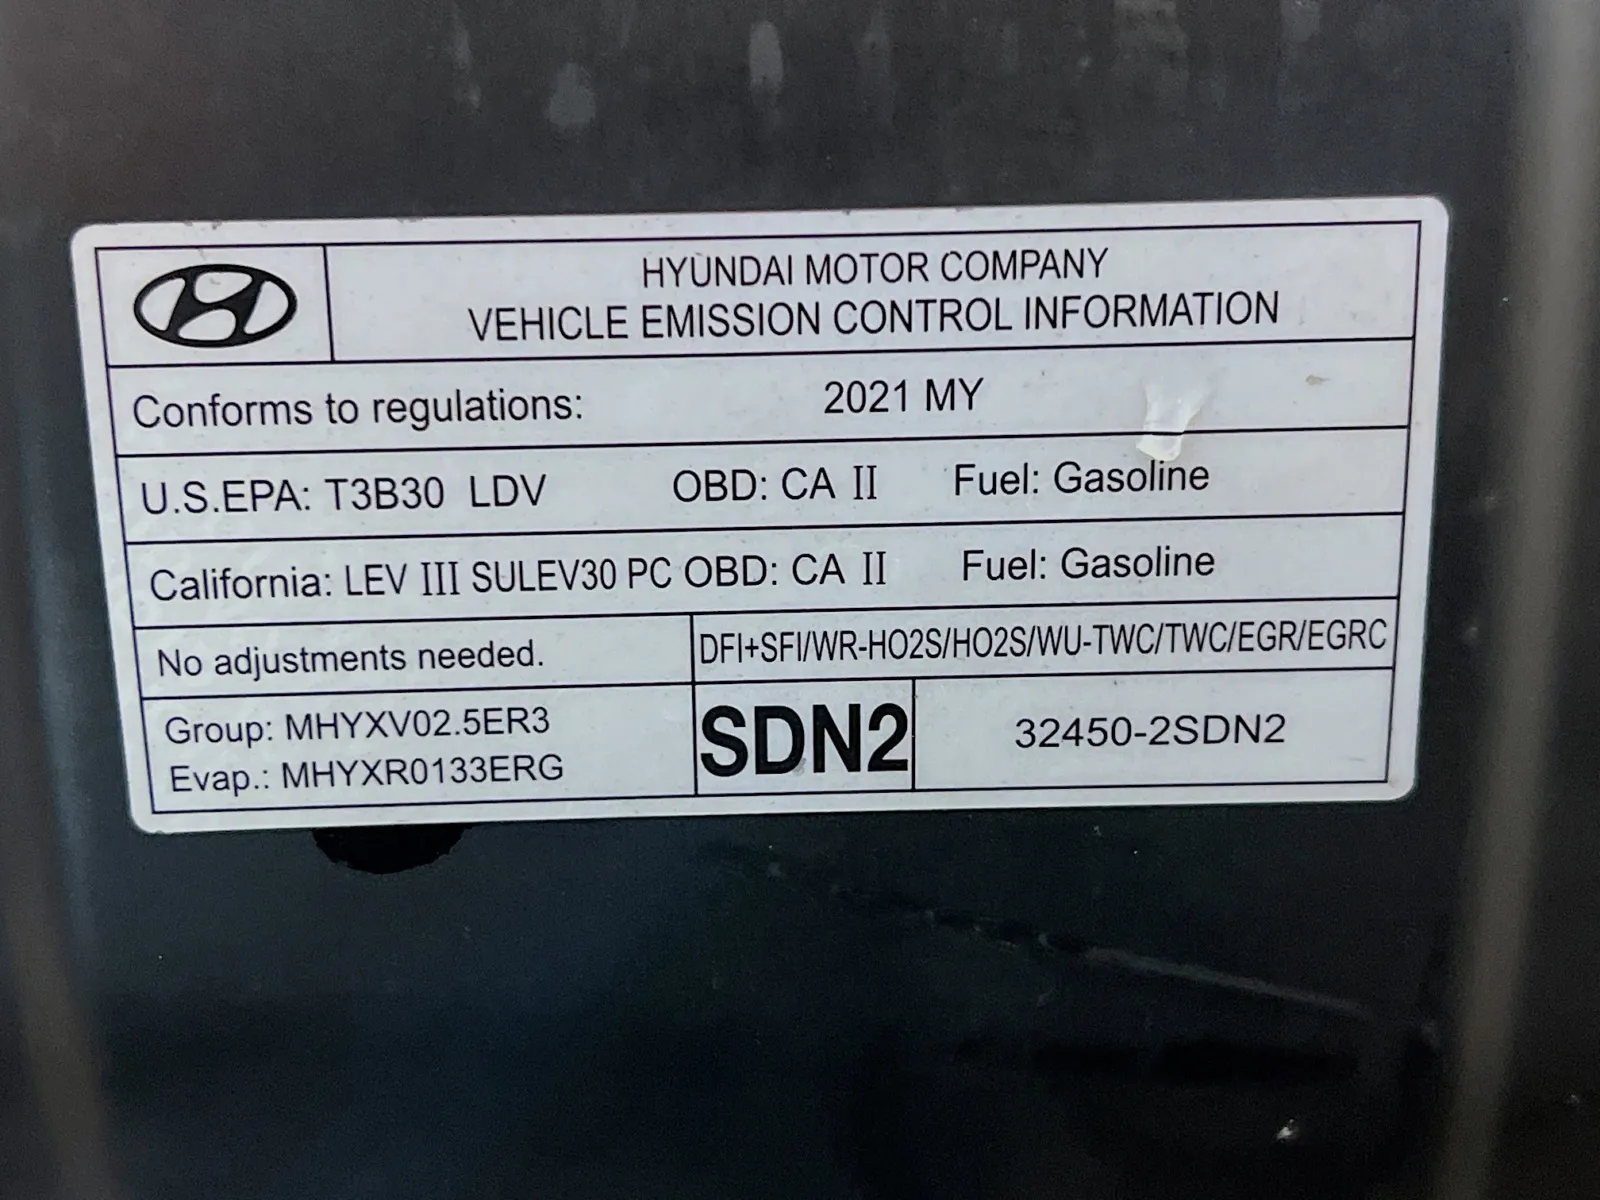 HYUNDAI MOTOR COMPANY
VEHICLE EMISSION CONTROL INFORMATION
Conforms to regulations: 2021 MY
U.S.EPA: T3B30 LDV OBD: CA II Fuel: Gasoline
California: LEV III SULEV30 PC OBD: CA II Fuel: Gasoline
No adjustments needed. DFI+SFI/WR-HO2S/HO2S/WU-TWC/TWC/EGR/EGRC
Group: MHYXV02.5ER3
Evap.: MHYXR0133ERG
SDN2
32450-2SDN2